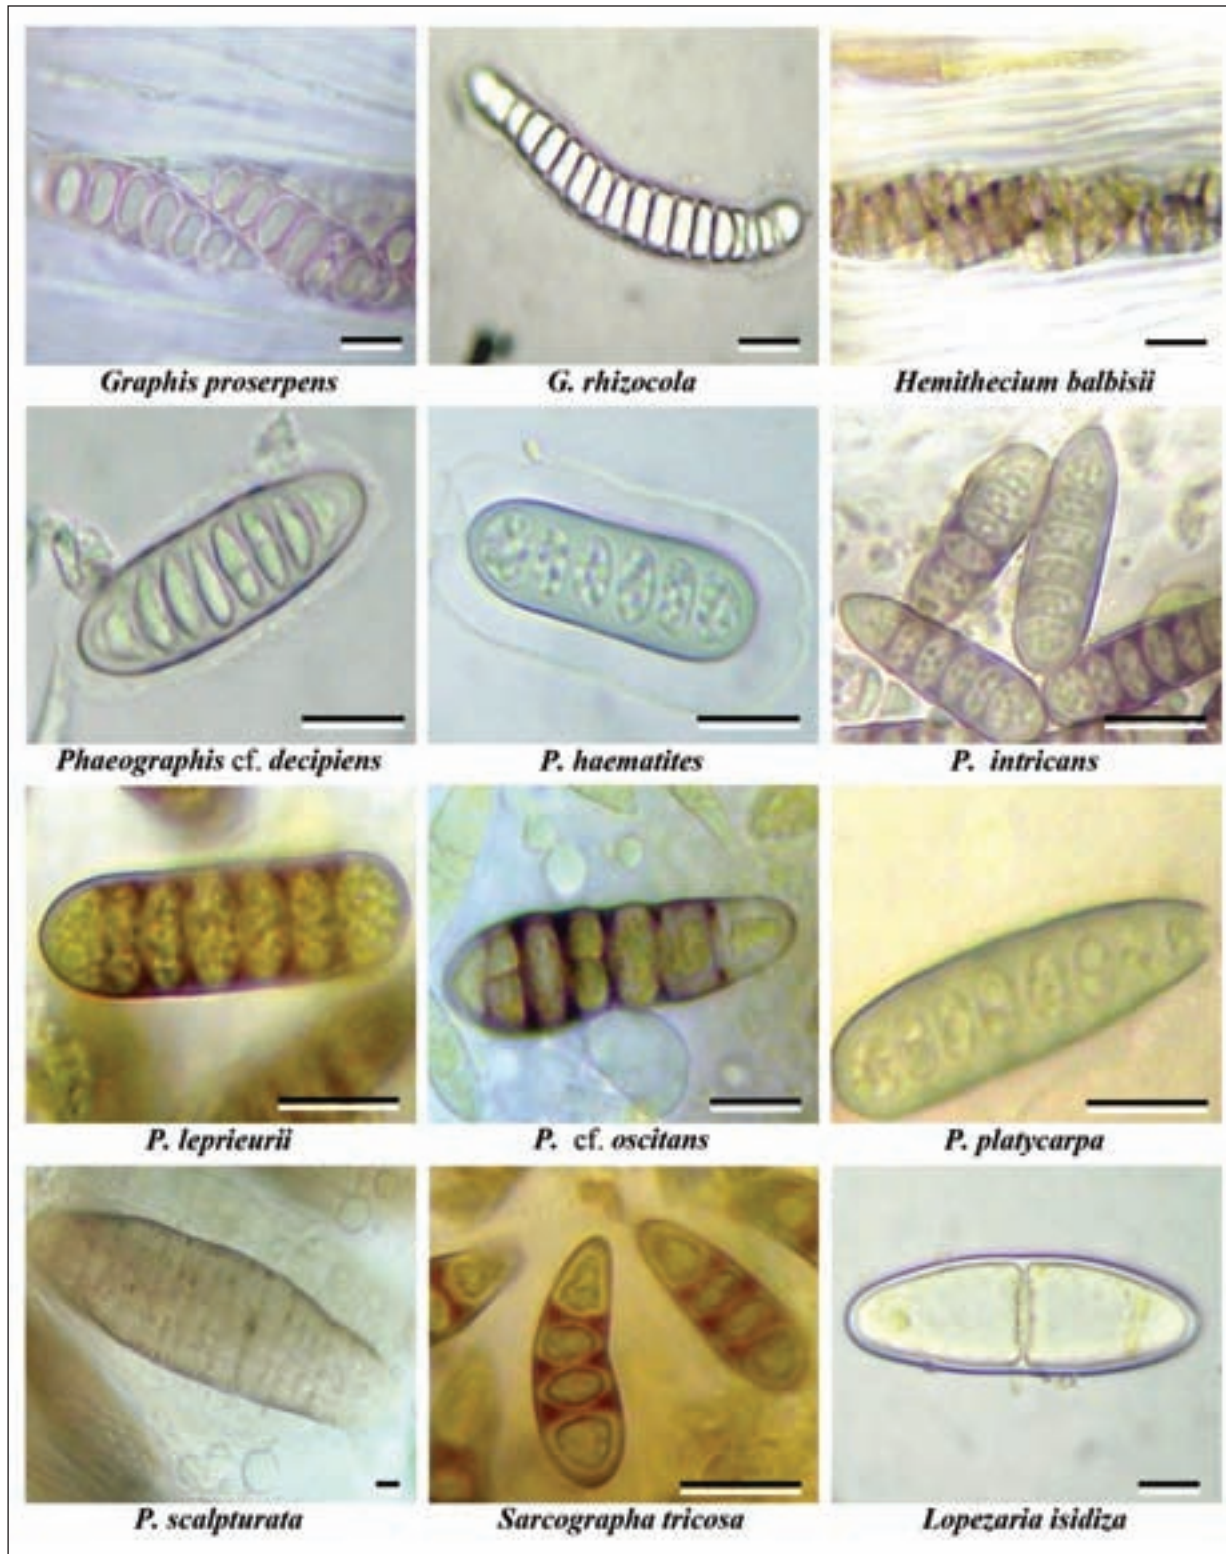 Graphis proserpens
G. rhizocola
Hemithecium balbisii
Phaeographis cf. decipiens
P. haematites
P. intricans
P. leprieurii
P. cf. oscitans
P. platycarpa
P. scalpturata
Sarcographa tricosa
Lopezaria isidiza